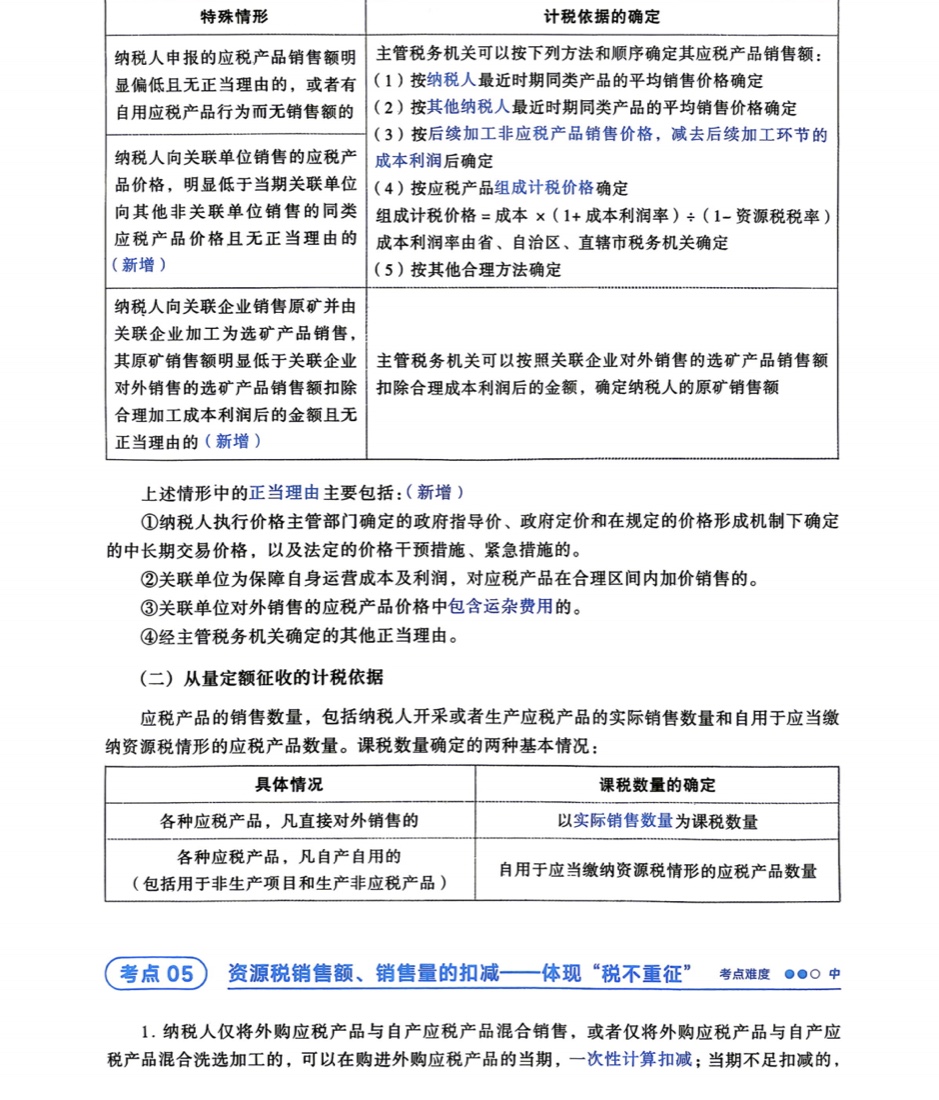 特殊情形
计税依据的确定
纳税人申报的应税产品销售额明
显偏低且无正当理由的，或者有
自用应税产品行为而无销售额的
纳税人向关联单位销售的应税产
品价格，明显低于当期关联单位
向其他非关联单位销售的同类
应税产品价格且无正当理由的
（新增）
主管税务机关可以按下列方法和顺序确定其应税产品销售额：
（1）按纳税人最近时期同类产品的平均销售价格确定
（2）按其他纳税人最近时期同类产品的平均销售价格确定
（3）按后续加工非应税产品销售价格，减去后续加工环节的
成本利润后确定
（4）按应税产品组成计税价格确定
组成计税价格=成本 ×（1+成本利润率）÷（1-资源税税率）
成本利润率由省、自治区、直辖市税务机关确定
（5）按其他合理方法确定
纳税人向关联企业销售原矿并由
关联企业加工为选矿产品销售，
其原矿销售额明显低于关联企业
对外销售的选矿产品销售额扣除
合理加工成本利润后的金额且无
正当理由的（新增）
主管税务机关可以按照关联企业对外销售的选矿产品销售额
扣除合理成本利润后的金额，确定纳税人的原矿销售额
上述情形中的正当理由主要包括：（新增）
①纳税人执行价格主管部门确定的政府指导价、政府定价和在规定的价格形成机制下确定
的中长期交易价格，以及法定的价格干预措施、紧急措施的。
②关联单位为保障自身运营成本及利润，对应税产品在合理区间内加价销售的。
③关联单位对外销售的应税产品价格中包含运杂费用的。
④经主管税务机关确定的其他正当理由。
（二）从量定额征收的计税依据
应税产品的销售数量，包括纳税人开采或者生产应税产品的实际销售数量和自用于应当缴
纳资源税情形的应税产品数量。课税数量确定的两种基本情况：
具体情况
课税数量的确定
各种应税产品，凡直接对外销售的
以实际销售数量为课税数量
各种应税产品，凡自产自用的
（包括用于非生产项目和生产非应税产品）
自用于应当缴纳资源税情形的应税产品数量
考点 05 资源税销售额、销售量的扣减——体现“税不重征” 考点难度 ●●○ 中
1. 纳税人仅将外购应税产品与自产应税产品混合销售，或者仅将外购应税产品与自产应
税产品混合洗选加工的，可以在购进外购应税产品的当期，一次性计算扣减；当期不足扣减的，